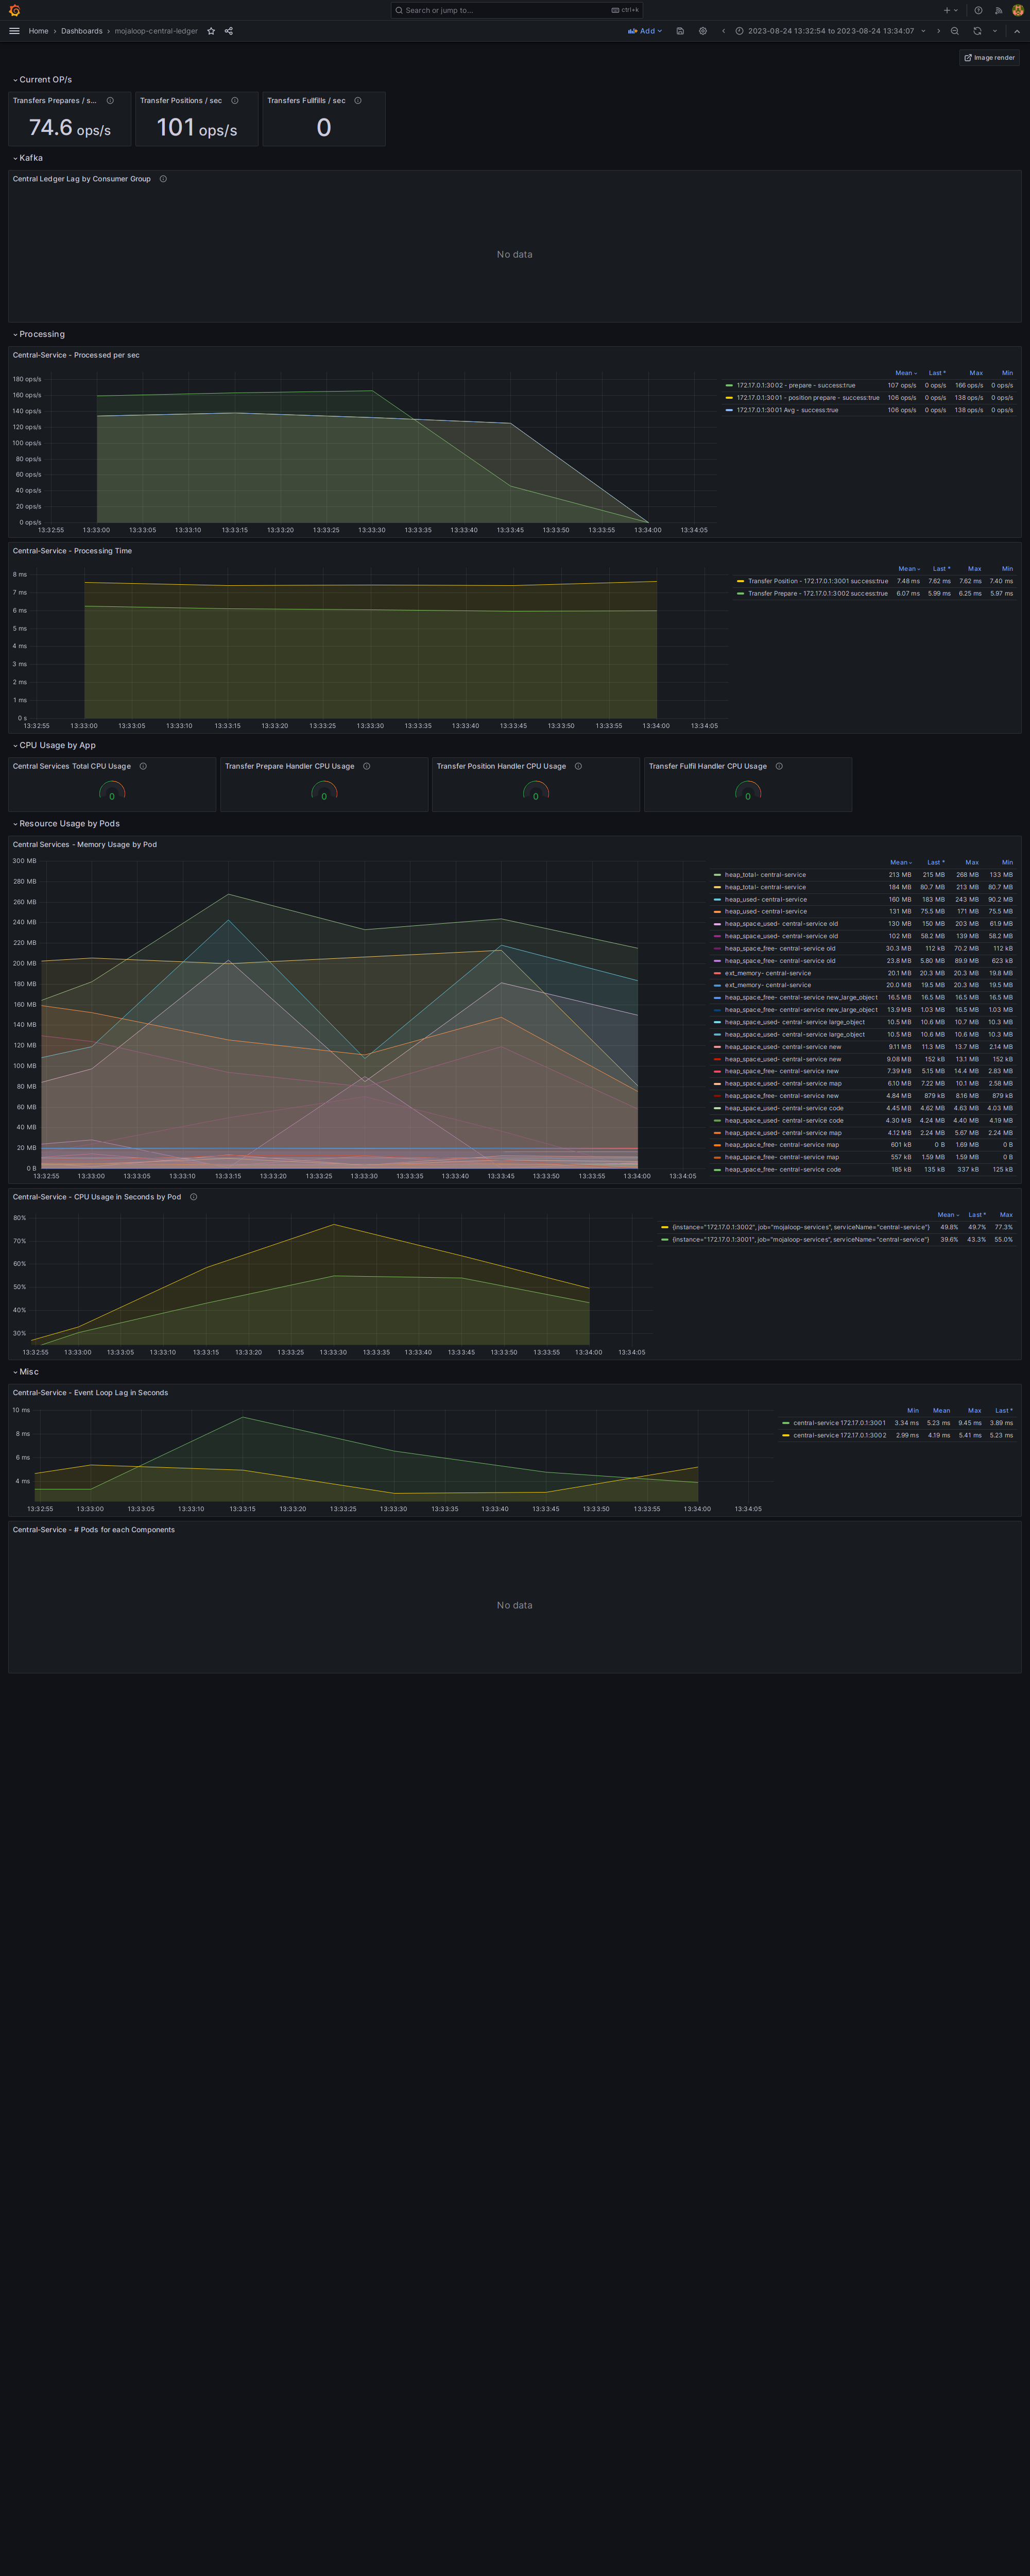 Search or jump to... ctrl+k
Home › Dashboards › mojaloop-central-ledger Add 2023-08-24 13:32:54 to 2023-08-24 13:34:07
Image render
Current OP/s
Transfers Prepares / s... Transfer Positions / sec Transfers Fullfills / sec
74.6 ops/s 101 ops/s 0
Kafka
Central Ledger Lag by Consumer Group
No data
Processing
Central-Service - Processed per sec
180 ops/s
160 ops/s
140 ops/s
120 ops/s
100 ops/s
80 ops/s
60 ops/s
40 ops/s
20 ops/s
0 ops/s
13:32:55 13:33:00 13:33:05 13:33:10 13:33:15 13:33:20 13:33:25 13:33:30 13:33:35 13:33:40 13:33:45 13:33:50 13:33:55 13:34:00 13:34:05
Mean Last * Max Min
172.17.0.1:3002 - prepare - success:true 107 ops/s 0 ops/s 166 ops/s 0 ops/s
172.17.0.1:3001 - position prepare - success:true 106 ops/s 0 ops/s 138 ops/s 0 ops/s
172.17.0.1:3001 Avg - success:true 106 ops/s 0 ops/s 138 ops/s 0 ops/s
Central-Service - Processing Time
8 ms
7 ms
6 ms
5 ms
4 ms
3 ms
2 ms
1 ms
0 s
13:32:55 13:33:00 13:33:05 13:33:10 13:33:15 13:33:20 13:33:25 13:33:30 13:33:35 13:33:40 13:33:45 13:33:50 13:33:55 13:34:00 13:34:05
Mean Last * Max Min
Transfer Position - 172.17.0.1:3001 success:true 7.48 ms 7.62 ms 7.62 ms 7.40 ms
Transfer Prepare - 172.17.0.1:3002 success:true 6.07 ms 5.99 ms 6.25 ms 5.97 ms
CPU Usage by App
Central Services Total CPU Usage Transfer Prepare Handler CPU Usage Transfer Position Handler CPU Usage Transfer Fulfil Handler CPU Usage
0 0 0 0
Resource Usage by Pods
Central Services - Memory Usage by Pod
300 MB
280 MB
260 MB
240 MB
220 MB
200 MB
180 MB
160 MB
140 MB
120 MB
100 MB
80 MB
60 MB
40 MB
20 MB
0 B
13:32:55 13:33:00 13:33:05 13:33:10 13:33:15 13:33:20 13:33:25 13:33:30 13:33:35 13:33:40 13:33:45 13:33:50 13:33:55 13:34:00 13:34:05
Mean Last * Max Min
heap_total- central-service 213 MB 215 MB 268 MB 133 MB
heap_total- central-service 184 MB 80.7 MB 213 MB 80.7 MB
heap_used- central-service 160 MB 183 MB 243 MB 90.2 MB
heap_used- central-service 131 MB 75.5 MB 171 MB 75.5 MB
heap_space_used- central-service old 130 MB 150 MB 203 MB 61.9 MB
heap_space_used- central-service old 102 MB 58.2 MB 139 MB 58.2 MB
heap_space_free- central-service old 30.3 MB 112 kB 70.2 MB 112 kB
heap_space_free- central-service old 23.8 MB 5.80 MB 89.9 MB 623 kB
ext_memory- central-service 20.1 MB 20.3 MB 20.3 MB 19.8 MB
ext_memory- central-service 20.0 MB 19.5 MB 20.3 MB 19.5 MB
heap_space_free- central-service new_large_object 16.5 MB 16.5 MB 16.5 MB 16.5 MB
heap_space_free- central-service new_large_object 13.9 MB 1.03 MB 16.5 MB 1.03 MB
heap_space_used- central-service large_object 10.5 MB 10.6 MB 10.7 MB 10.3 MB
heap_space_used- central-service large_object 10.5 MB 10.6 MB 10.6 MB 10.3 MB
heap_space_used- central-service new 9.11 MB 11.3 MB 13.7 MB 2.14 MB
heap_space_used- central-service new 9.08 MB 152 kB 13.1 MB 152 kB
heap_space_free- central-service new 7.39 MB 5.15 MB 14.4 MB 2.83 MB
heap_space_used- central-service map 6.10 MB 7.22 MB 10.1 MB 2.58 MB
heap_space_free- central-service new 4.84 MB 879 kB 8.16 MB 879 kB
heap_space_used- central-service code 4.45 MB 4.62 MB 4.63 MB 4.03 MB
heap_space_used- central-service code 4.30 MB 4.24 MB 4.40 MB 4.19 MB
heap_space_used- central-service map 4.12 MB 2.24 MB 5.67 MB 2.24 MB
heap_space_free- central-service map 601 kB 0 B 1.69 MB 0 B
heap_space_free- central-service map 557 kB 1.59 MB 1.59 MB 0 B
heap_space_free- central-service code 185 kB 135 kB 337 kB 125 kB
Central-Service - CPU Usage in Seconds by Pod
80%
70%
60%
50%
40%
30%
13:32:55 13:33:00 13:33:05 13:33:10 13:33:15 13:33:20 13:33:25 13:33:30 13:33:35 13:33:40 13:33:45 13:33:50 13:33:55 13:34:00 13:34:05
Mean Last * Max
{instance="172.17.0.1:3002", job="mojaloop-services", serviceName="central-service"} 49.8% 49.7% 77.3%
{instance="172.17.0.1:3001", job="mojaloop-services", serviceName="central-service"} 39.6% 43.3% 55.0%
Misc
Central-Service - Event Loop Lag in Seconds
10 ms
8 ms
6 ms
4 ms
13:32:55 13:33:00 13:33:05 13:33:10 13:33:15 13:33:20 13:33:25 13:33:30 13:33:35 13:33:40 13:33:45 13:33:50 13:33:55 13:34:00 13:34:05
Min Mean Max Last *
central-service 172.17.0.1:3001 3.34 ms 5.23 ms 9.45 ms 3.89 ms
central-service 172.17.0.1:3002 2.99 ms 4.19 ms 5.41 ms 5.23 ms
Central-Service - # Pods for each Components
No data